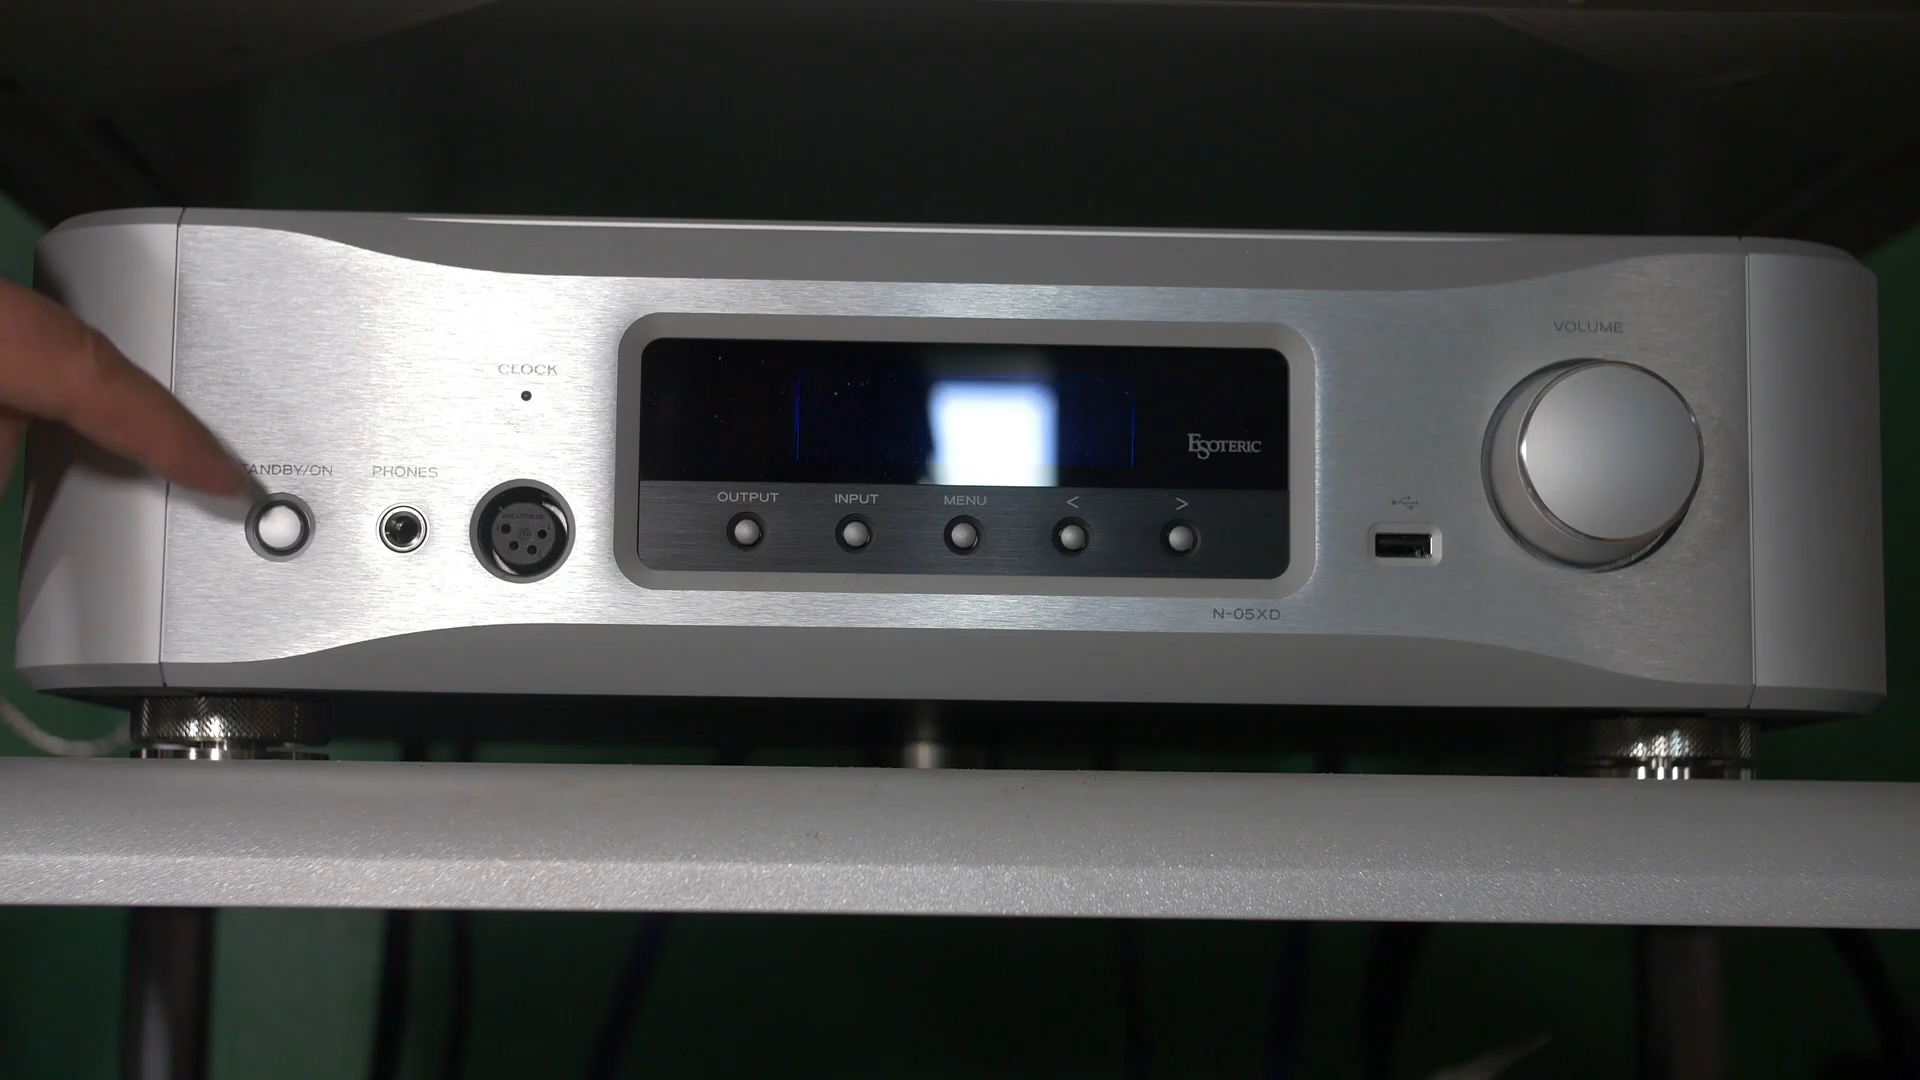 VOLUME
CLOCK
ESOTERIC
TANDBY/ON
PHONES
OUTPUT
INPUT
MENU
<
>
N-05XD